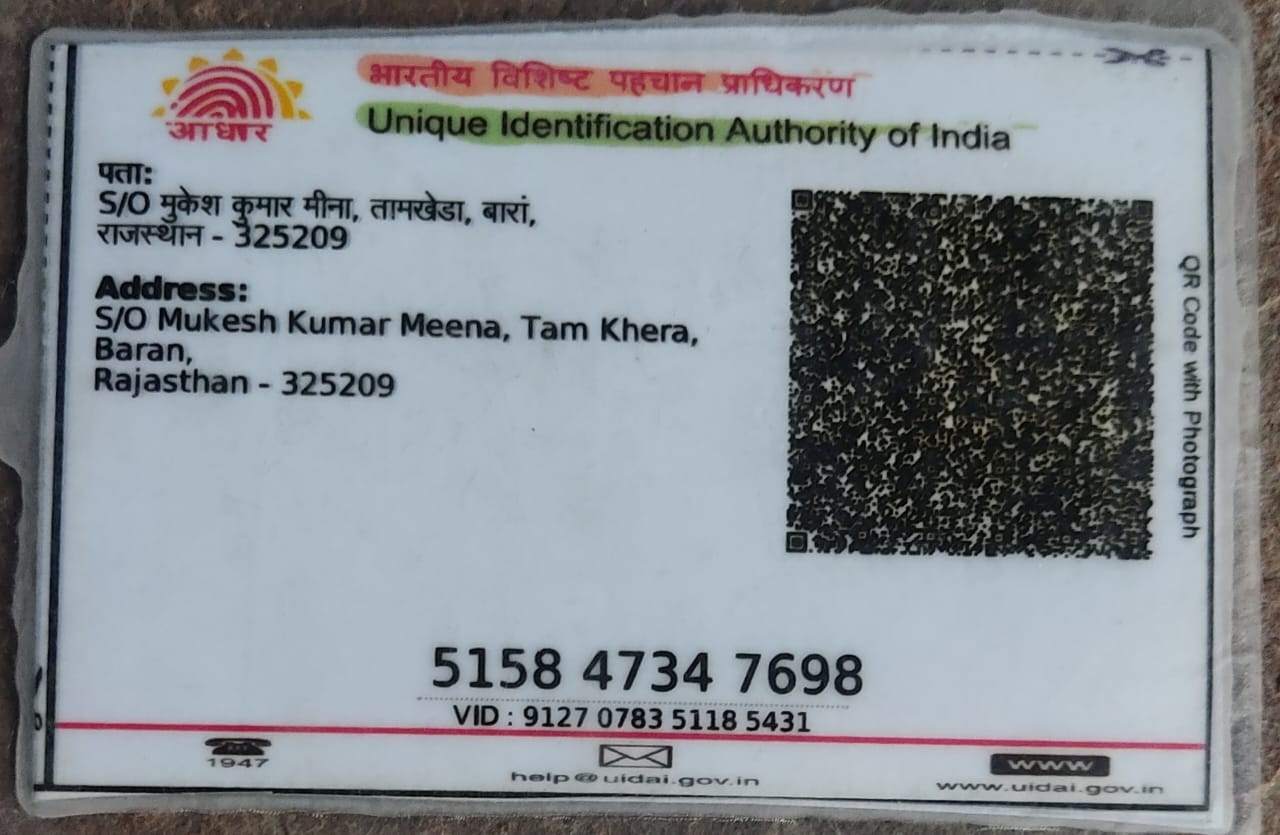 आधार
भारतीय विशिष्ट पहचान प्राधिकरण
Unique Identification Authority of India
पता:
S/O मुकेश कुमार मीना, तामखेडा, बारां,
राजस्थान - 325209
Address:
S/O Mukesh Kumar Meena, Tam Khera,
Baran,
Rajasthan - 325209
QR Code with Photograph
5158 4734 7698
VID : 9127 0783 5118 5431
1947
help@uidai.gov.in
www
www.uidai.gov.in